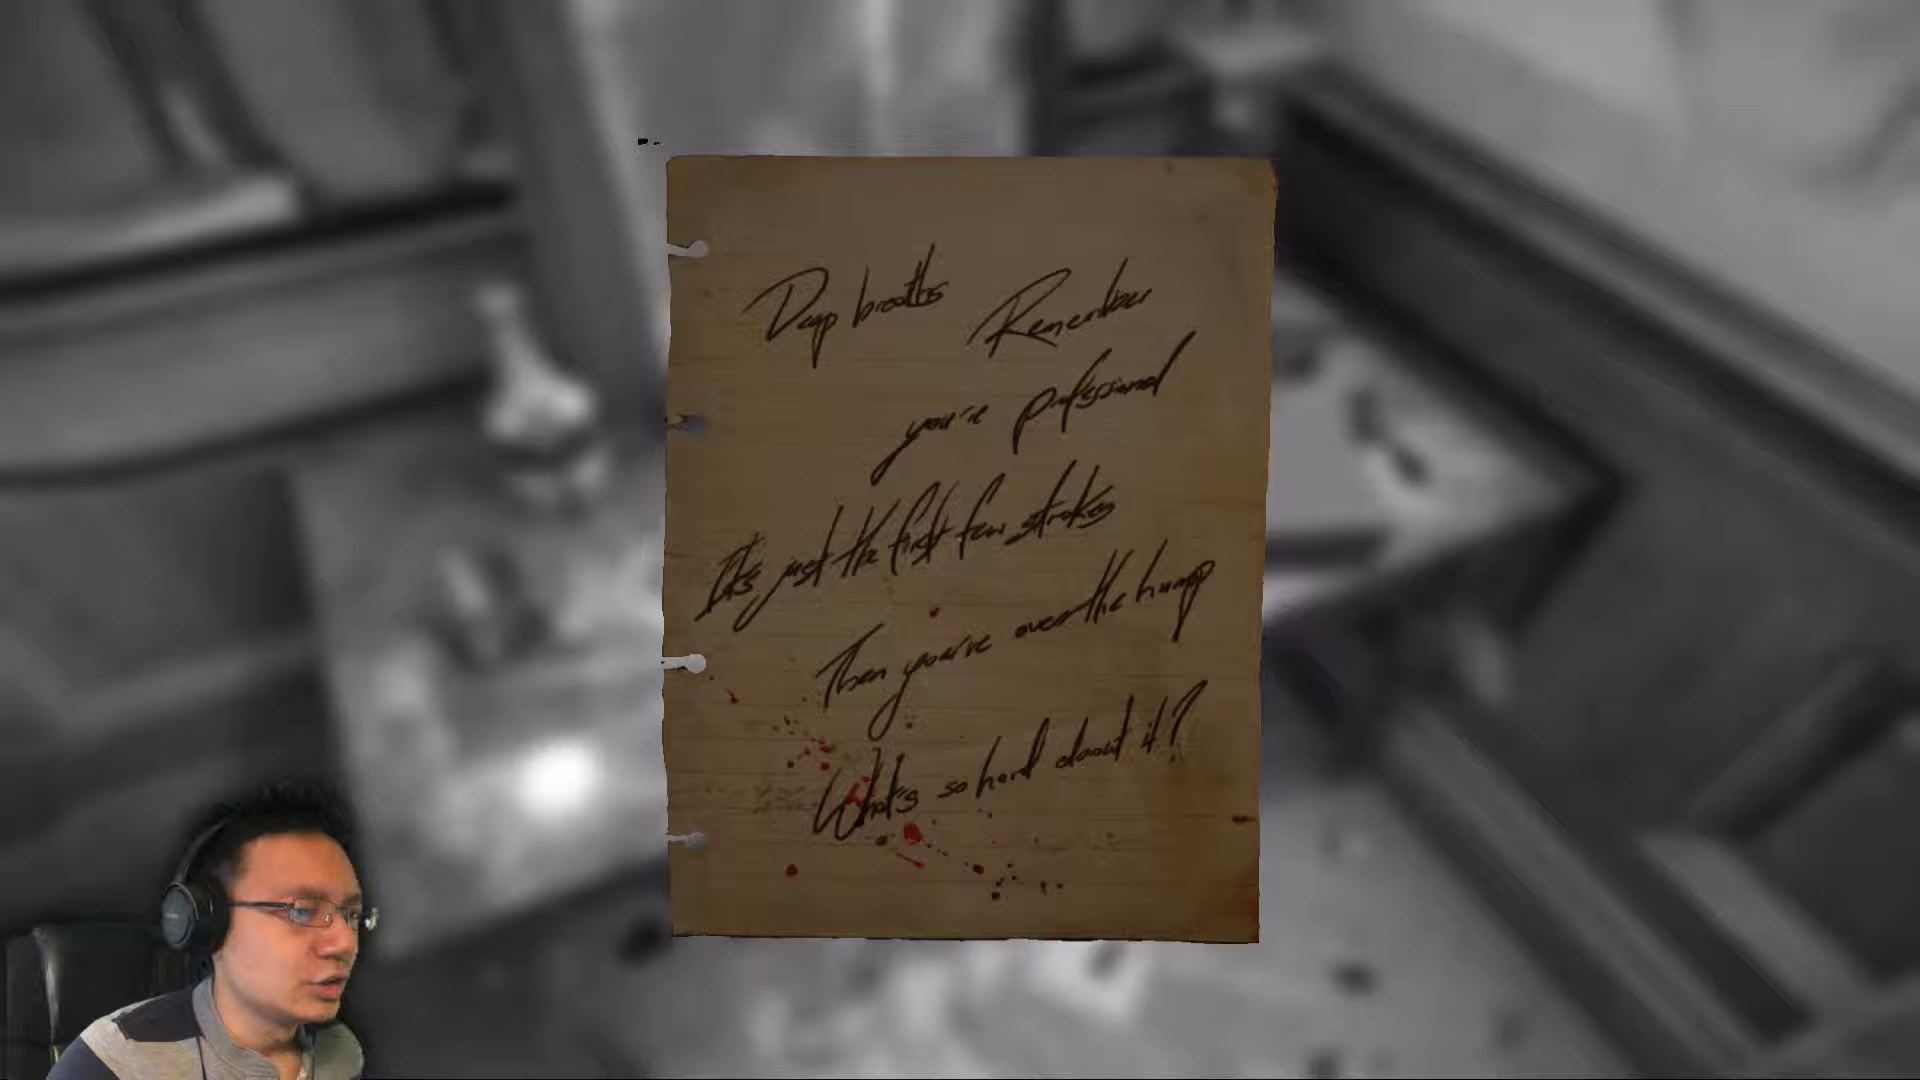 Deep breaths
Remember
you're professional
It's just the first few strokes
Then you're over the hump
What's so hard about it?